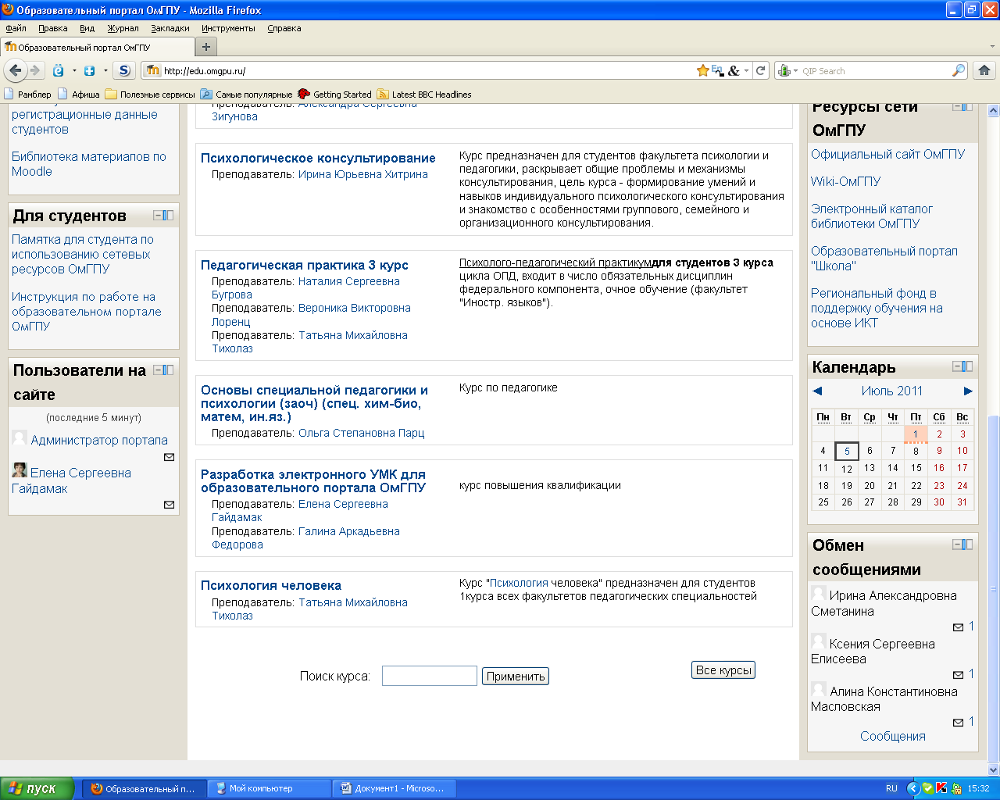 Образовательный портал ОмГПУ - Mozilla Firefox
Файл Правка Вид Журнал Закладки Инструменты Справка
Образовательный портал ОмГПУ
http://edu.omgpu.ru/
QIP Search
Рамблер Афиша Полезные сервисы Самые популярные Getting Started Latest BBC Headlines
регистрационные данные
студентов
Библиотека материалов по
Moodle
Для студентов
Памятка для студента по
использованию сетевых
ресурсов ОмГПУ
Инструкция по работе на
образовательном портале
ОмГПУ
Пользователи на
сайте
(последние 5 минут)
Администратор портала
Елена Сергеевна
Гайдамак
Преподаватель: Александра Сергеевна
Зигунова
Психологическое консультирование
Преподаватель: Ирина Юрьевна Хитрина
Курс предназначен для студентов факультета психологии и
педагогики, раскрывает общие проблемы и механизмы
консультирования, цель курса - формирование умений и
навыков индивидуального психологического консультирования
и знакомство с особенностями группового, семейного и
организационного консультирования.
Педагогическая практика 3 курс
Преподаватель: Наталия Сергеевна
Бугрова
Преподаватель: Вероника Викторовна
Лоренц
Преподаватель: Татьяна Михайловна
Тихолаз
Психолого-педагогический практикумдля студентов 3 курса
цикла ОПД, входит в число обязательных дисциплин
федерального компонента, очное обучение (факультет
"Иностр. языков").
Основы специальной педагогики и
психологии (заоч) (спец. хим-био,
матем, ин.яз.)
Преподаватель: Ольга Степановна Парц
Курс по педагогике
Разработка электронного УМК для
образовательного портала ОмГПУ
Преподаватель: Елена Сергеевна
Гайдамак
Преподаватель: Галина Аркадьевна
Федорова
курс повышения квалификации
Психология человека
Преподаватель: Татьяна Михайловна
Тихолаз
Курс "Психология человека" предназначен для студентов
1курса всех факультетов педагогических специальностей
Поиск курса: Применить Все курсы
Ресурсы сети
ОмГПУ
Официальный сайт ОмГПУ
Wiki-ОмГПУ
Электронный каталог
библиотеки ОмГПУ
Образовательный портал
"Школа"
Региональный фонд в
поддержку обучения на
основе ИКТ
Календарь
◀ Июль 2011 ▶
Пн Вт Ср Чт Пт Сб Вс
1 2 3
4 5 6 7 8 9 10
11 12 13 14 15 16 17
18 19 20 21 22 23 24
25 26 27 28 29 30 31
Обмен
сообщениями
Ирина Александровна
Сметанина
1
Ксения Сергеевна
Елисеева
1
Алина Константиновна
Масловская
1
Сообщения
пуск Образовательный п... Мой компьютер Документ1 - Microso... RU 15:32